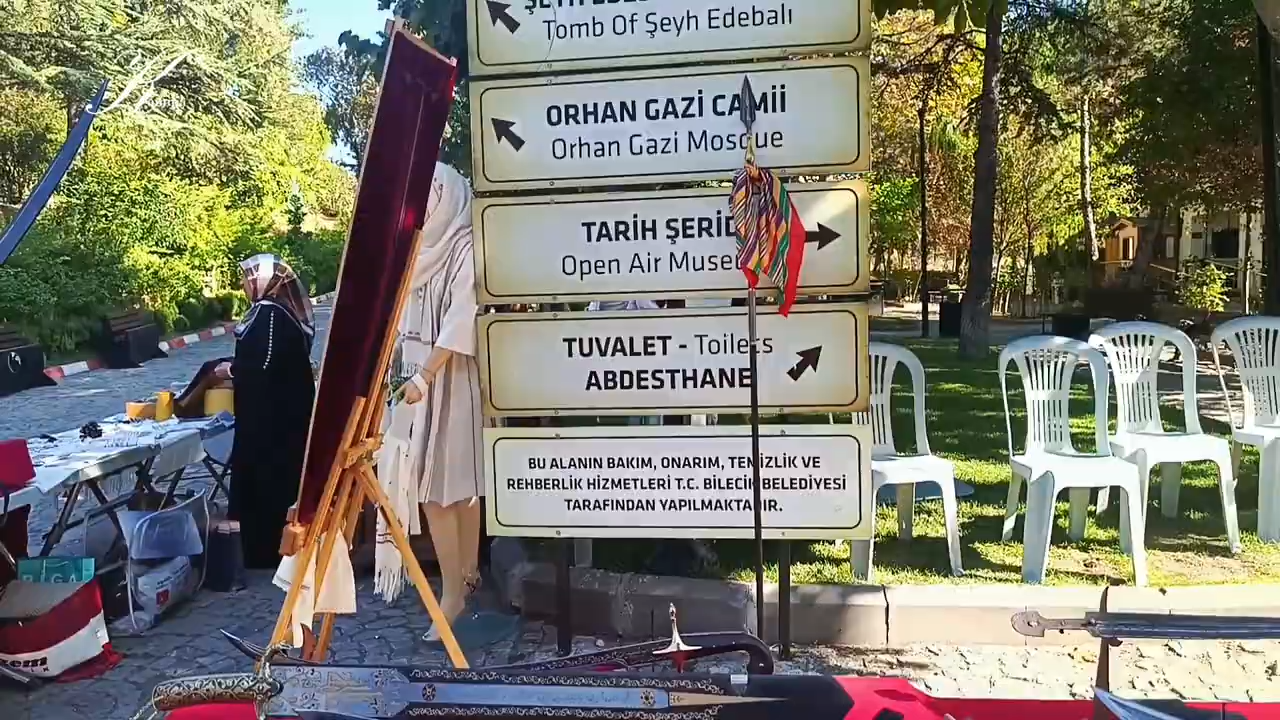 Tomb Of Şeyh Edebalı
ORHAN GAZİ CAMİİ
Orhan Gazi Mosque
TARİH ŞERİD
Open Air Muse
TUVALET - Toilets
ABDESTHANE
BU ALANIN BAKIM, ONARIM, TEMİZLİK VE
REHBERLİK HİZMETLERİ T.C. BİLECİK BELEDİYESİ
TARAFINDAN YAPILMAKTADIR.